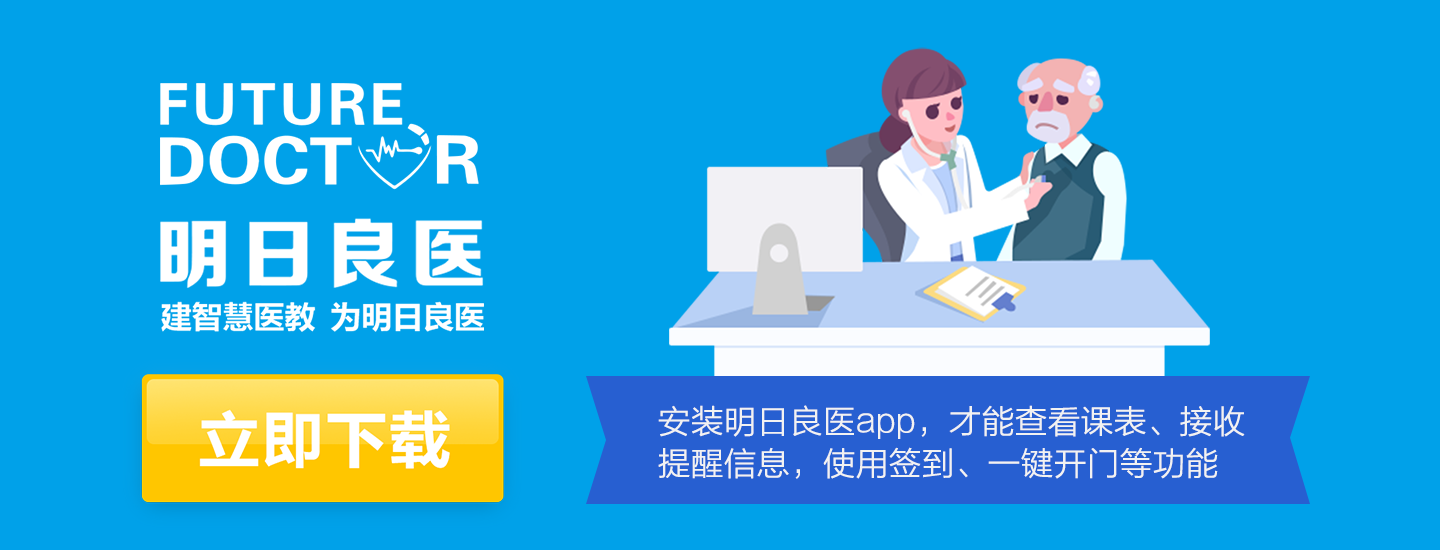 FUTURE
DOCTOR
明日良医
建智慧医教 为明日良医
立即下载
安装明日良医app，才能查看课表、接收
提醒信息，使用签到、一键开门等功能